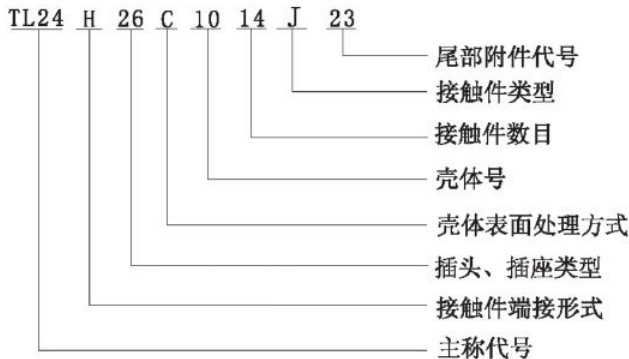 TL24 H 26 C 10 14 J 23
尾部附件代号
接触件类型
接触件数目
壳体号
壳体表面处理方式
插头、插座类型
接触件端接形式
主称代号